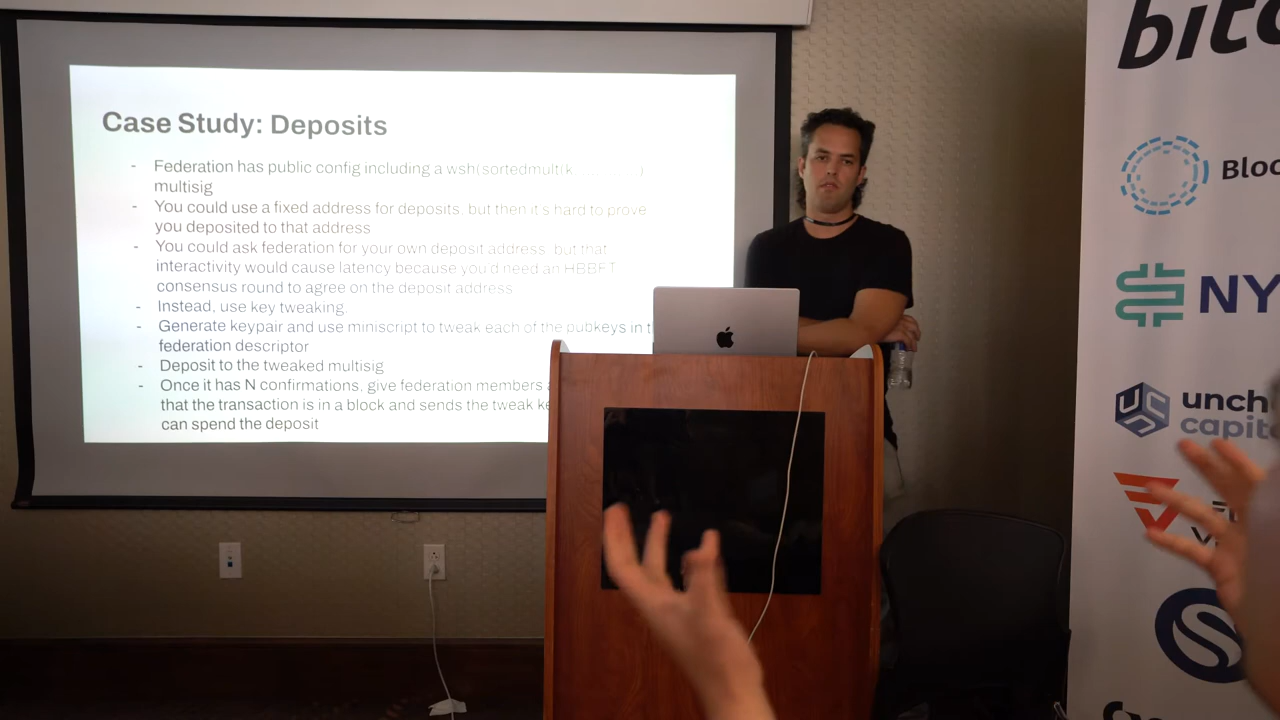 Case Study: Deposits
- Federation has public config including a wsh(sortedmulti(k
multisig
- You could use a fixed address for deposits, but then it's hard to prove
you deposited to that address
- You could ask federation for your own deposit address, but that
interactivity would cause latency because you'd need an HBBFT
consensus round to agree on the deposit address
- Instead, use key tweaking.
- Generate keypair and use miniscript to tweak each of the pubkeys in
federation descriptor
- Deposit to the tweaked multisig
- Once it has N confirmations, give federation members
that the transaction is in a block and sends the tweak
can spend the deposit
bitc
Bloc
NY
unch
capit